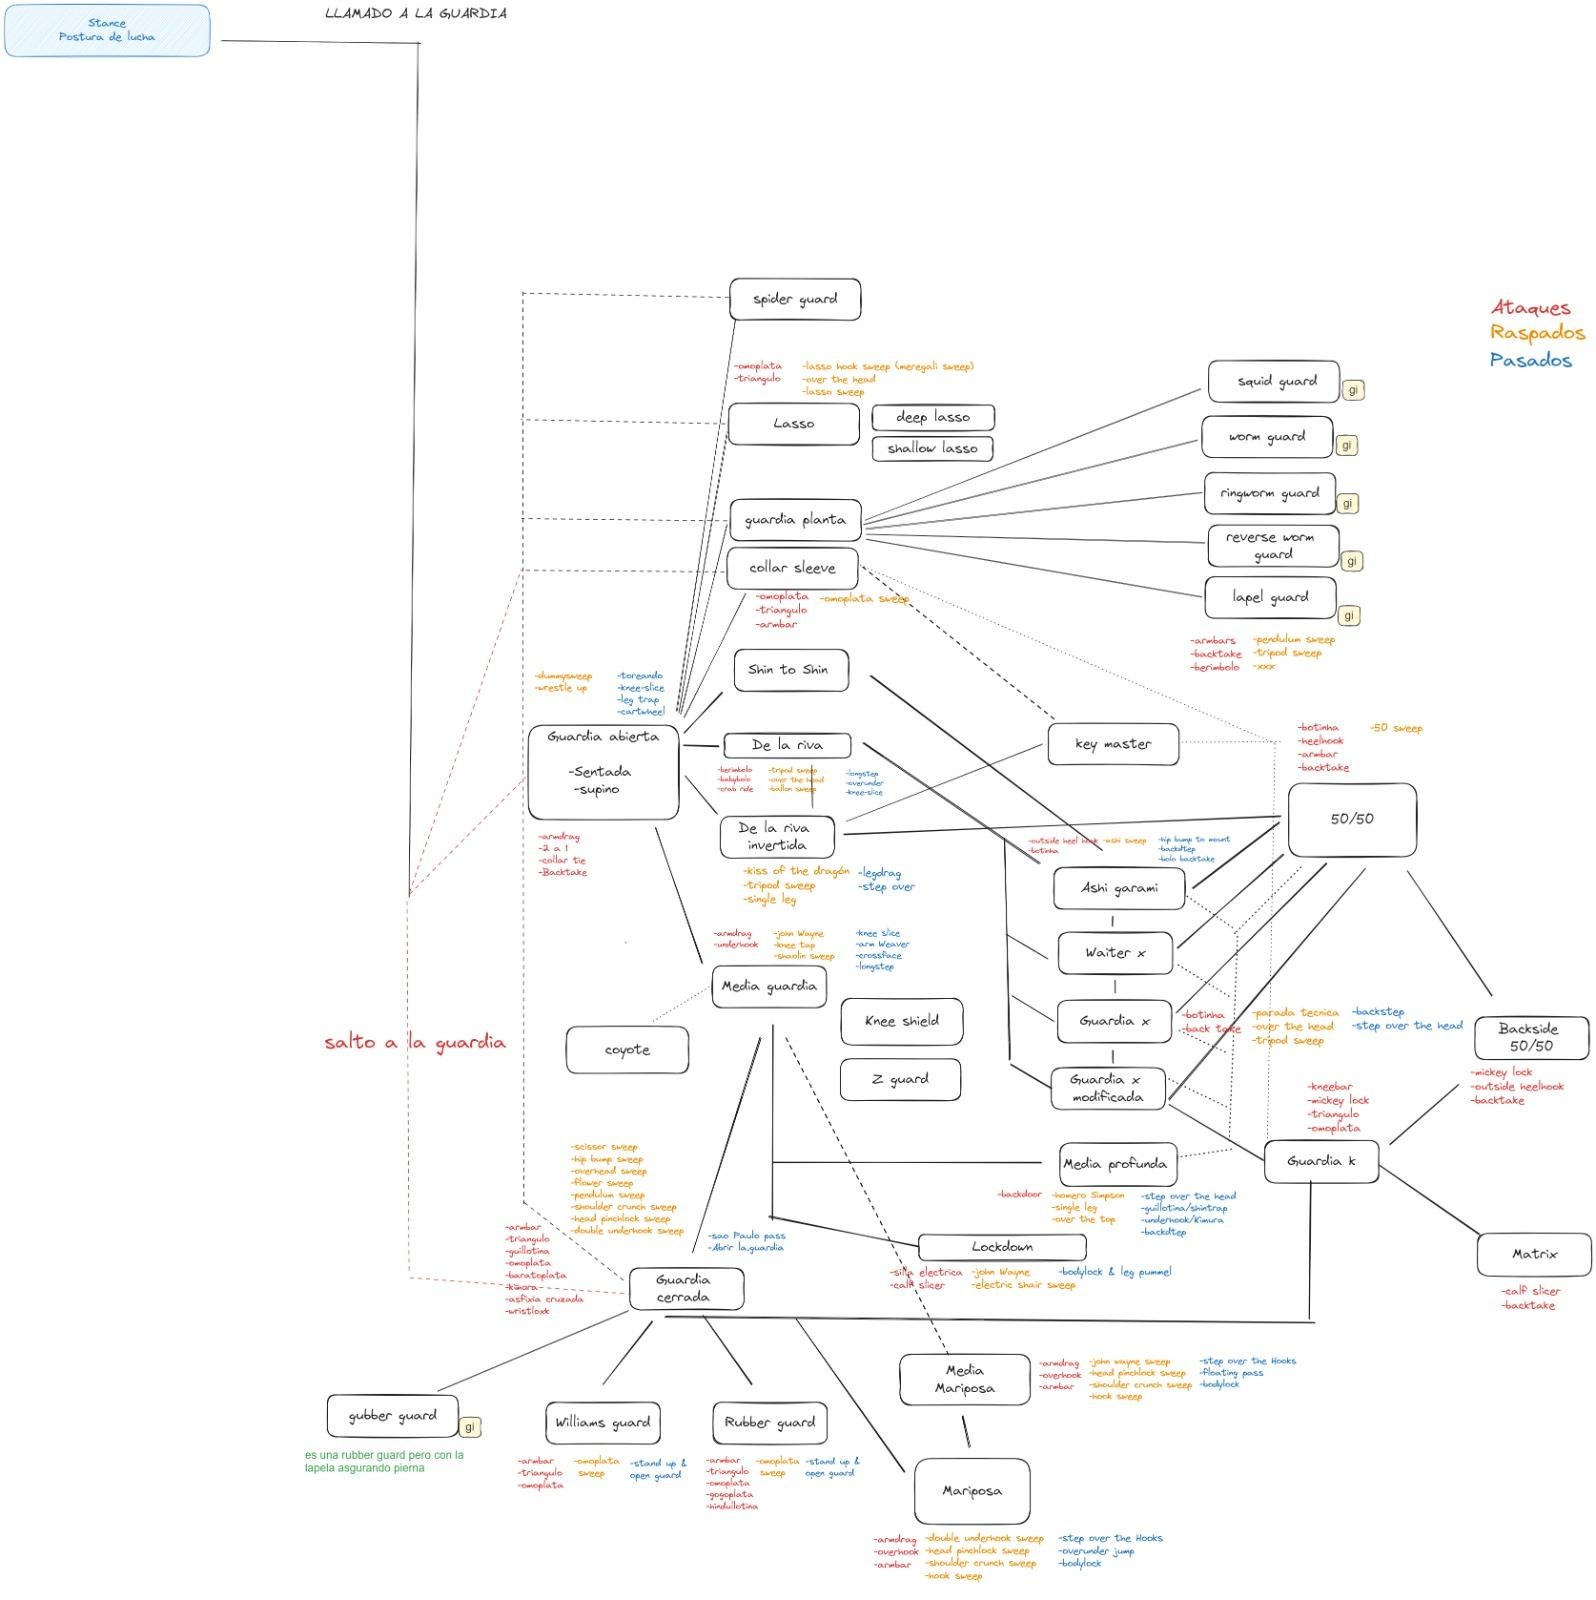 LLAMADO A LA GUARDIA
Stance
Postura de lucha
Ataques
Raspados
Pasados
spider guard
-omoplata
-triangulo
-lasso hook sweep (meregali sweep)
-over the head
-lasso sweep
Lasso
deep lasso
shallow lasso
squid guard
gi
worm guard
gi
ringworm guard
gi
reverse worm
guard
gi
lapel guard
gi
-armbars
-backtake
-berimbolo
-pendulum sweep
-tripod sweep
-xxx
guardia planta
collar sleeve
-omoplata
-triangulo
-armbar
-omoplata sweep
Shin to Shin
-dummysweep
-wrestle up
-toreando
-knee-slice
-leg trap
-cartwheel
Guardia abierta
-Sentada
-supino
-armdrag
-2 a 1
-collar tie
-Backtake
De la riva
-berimbolo
-babybolo
-crab ride
-tripod sweep
-over the head
-ballon sweep
-longstep
-overunder
-knee-slice
De la riva
invertida
-kiss of the dragón
-tripod sweep
-single leg
-legdrag
-step over
key master
-botinha
-heelhook
-armbar
-backtake
-50 sweep
50/50
-outside heel hook
-botinha
-ashi sweep
-hip bump to mount
-backdtep
-bolo backtake
Ashi garami
Waiter x
Guardia x
-botinha
-back take
-parada tecnica
-over the head
-tripod sweep
-backstep
-step over the head
Guardia x
modificada
Backside
50/50
-mickey lock
-outside heelhook
-backtake
-kneebar
-mickey lock
-triangulo
-omoplata
Guardia k
Matrix
-calf slicer
-backtake
-armdrag
-underhook
-john Wayne
-knee tap
-shaolin sweep
-knee slice
-arm Weaver
-crossface
-longstep
Media guardia
Knee shield
Z guard
coyote
salto a la guardia
Media profunda
-backdoor
-homero Simpson
-single leg
-over the top
-step over the head
-guillotina/shintrap
-underhook/Kimura
-backdtep
Lockdown
-silla electrica
-calf slicer
-john Wayne
-electric shair sweep
-bodylock & leg pummel
-scissor sweep
-hip bump sweep
-overhead sweep
-flower sweep
-pendulum sweep
-shoulder crunch sweep
-head pinchlock sweep
-double underhook sweep
-armbar
-triangulo
-guillotina
-omoplata
-baratoplata
-kimora
-asfixia cruzada
-wristloxk
-sao Paulo pass
-Abrir la,guardia
Guardia
cerrada
gubber guard
gi
es una rubber guard pero con la
lapela asgurando pierna
Williams guard
-armbar
-triangulo
-omoplata
-omoplata
sweep
-stand up &
open guard
Rubber guard
-armbar
-triangulo
-omoplata
-gogoplata
-hindullotina
-omoplata
sweep
-stand up &
open guard
Media
Mariposa
-armdrag
-overhook
-armbar
-john wayne sweep
-head pinchlock sweep
-shoulder crunch sweep
-hook sweep
-step over the Hooks
-floating pass
-bodylock
Mariposa
-armdrag
-overhook
-armbar
-double underhook sweep
-head pinchlock sweep
-shoulder crunch sweep
-hook sweep
-step over the Hooks
-overunder jump
-bodylock